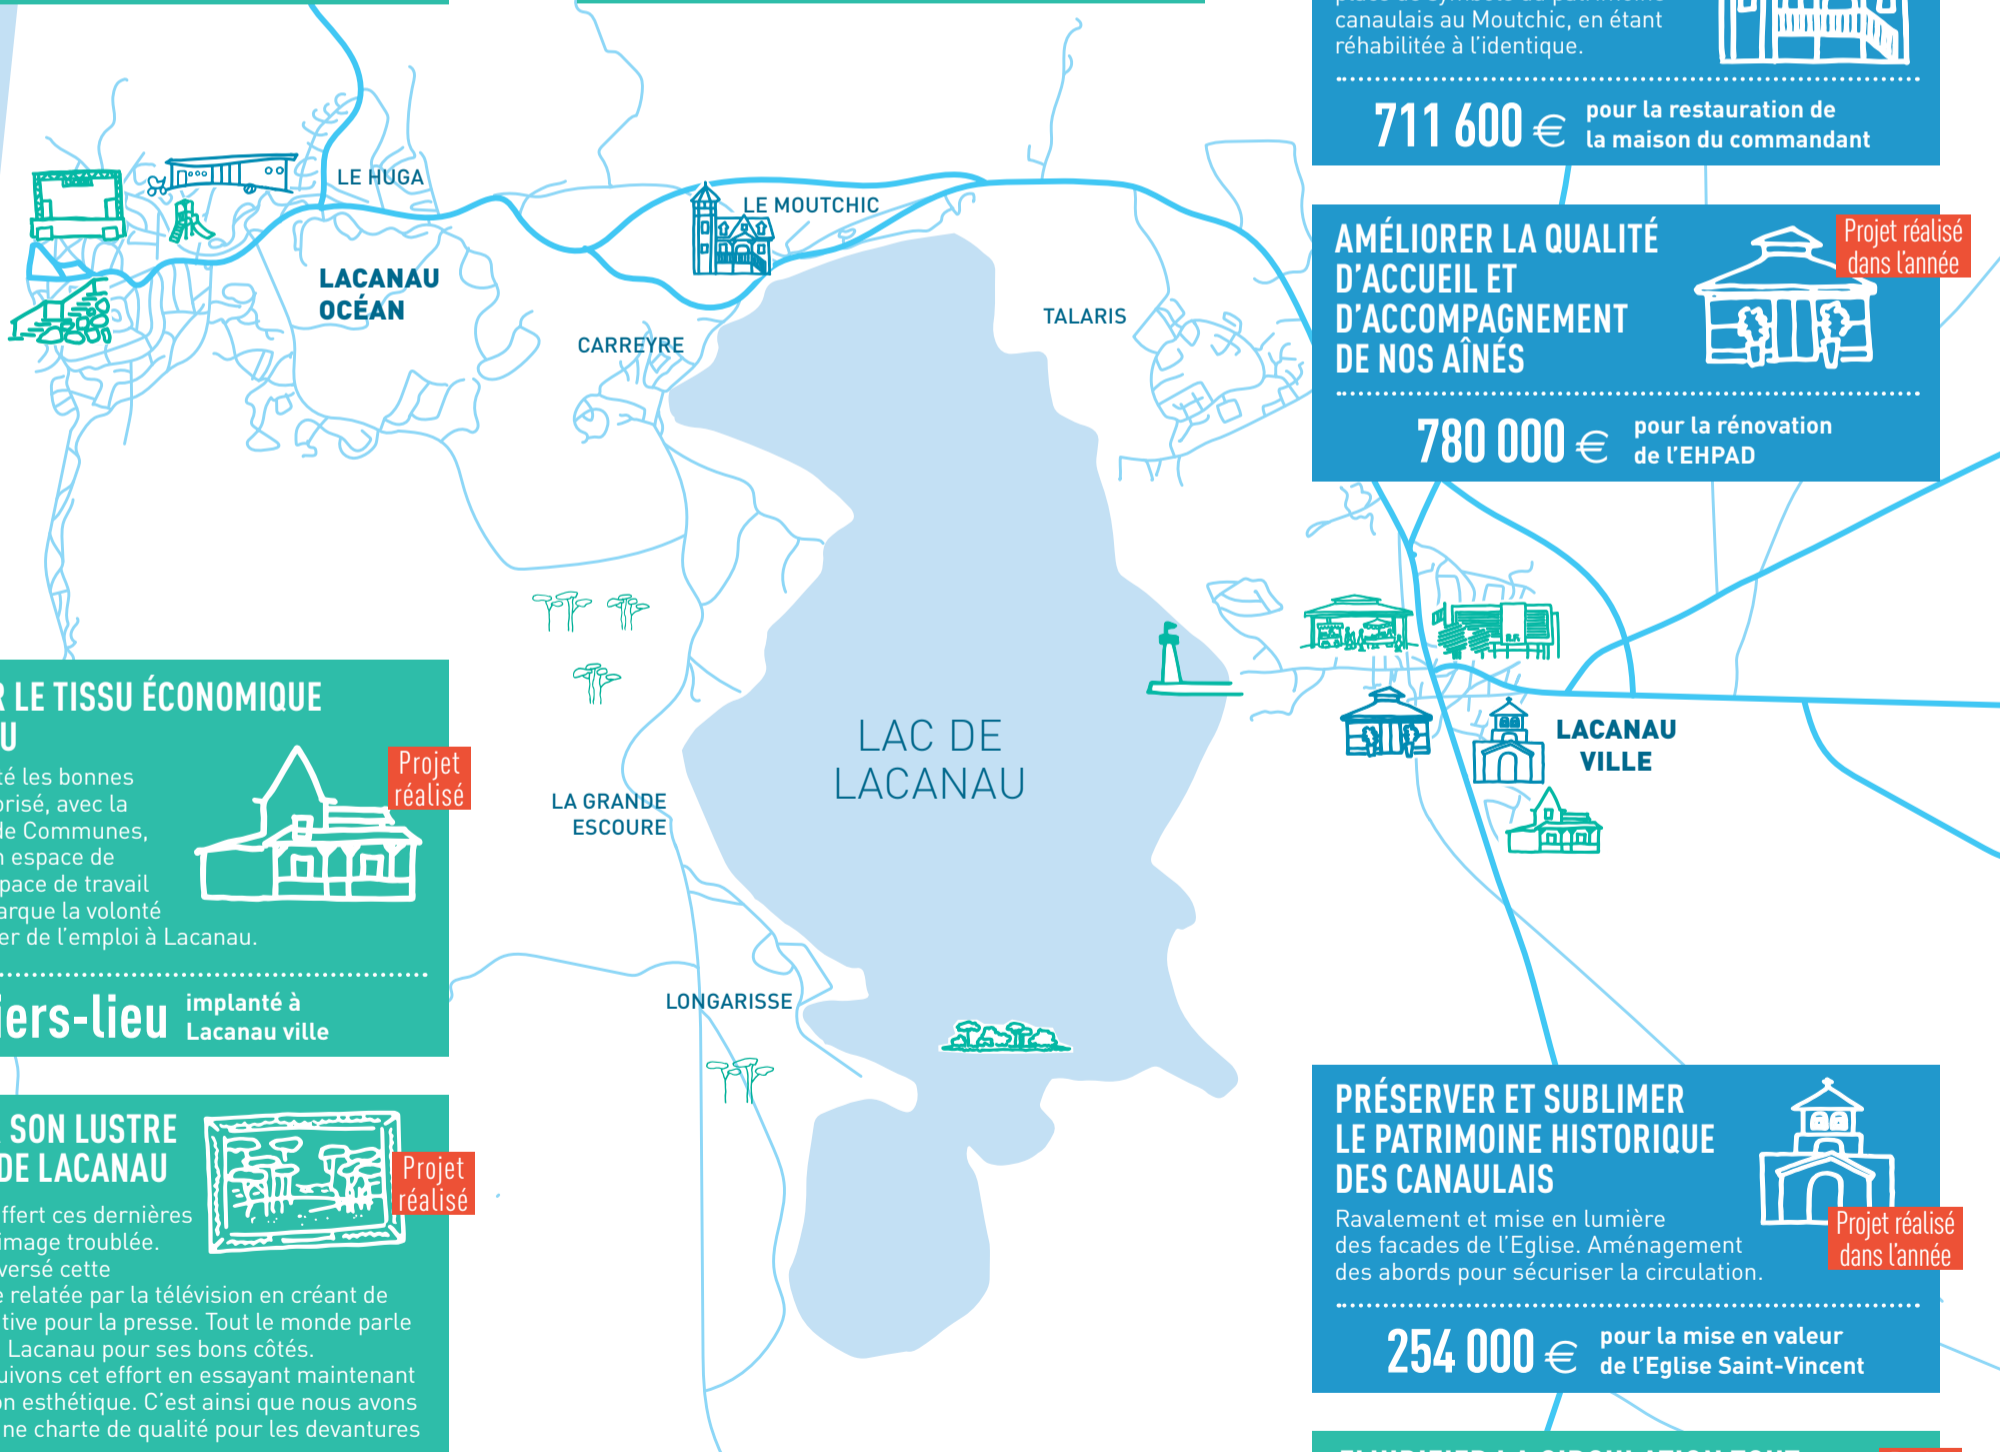 canaulais au Moutchic, en étant
réhabilitée à l'identique.
711 600 €
pour la restauration de
la maison du commandant
LE HUGA
LE MOUTCHIC
LACANAU
OCÉAN
CARREYRE
TALARIS
AMÉLIORER LA QUALITÉ
D'ACCUEIL ET
D'ACCOMPAGNEMENT
DE NOS AÎNÉS
Projet réalisé
dans l'année
780 000 €
pour la rénovation
de l'EHPAD
LE TISSU ÉCONOMIQUE
U
Projet
réalisé
té les bonnes
orisé, avec la
de Communes,
n espace de
pace de travail
arque la volonté
er de l'emploi à Lacanau.
iers-lieu
implanté à
Lacanau ville
LAC DE
LACANAU
LACANAU
VILLE
LA GRANDE
ESCOURE
LONGARISSE
SON LUSTRE
DE LACANAU
Projet
réalisé
ffert ces dernières
image troublée.
versé cette
e relatée par la télévision en créant de
tive pour la presse. Tout le monde parle
Lacanau pour ses bons côtés.
uivons cet effort en essayant maintenant
on esthétique. C'est ainsi que nous avons
ne charte de qualité pour les devantures
PRÉSERVER ET SUBLIMER
LE PATRIMOINE HISTORIQUE
DES CANAULAIS
Ravalement et mise en lumière
des facades de l'Eglise. Aménagement
des abords pour sécuriser la circulation.
Projet réalisé
dans l'année
254 000 €
pour la mise en valeur
de l'Eglise Saint-Vincent